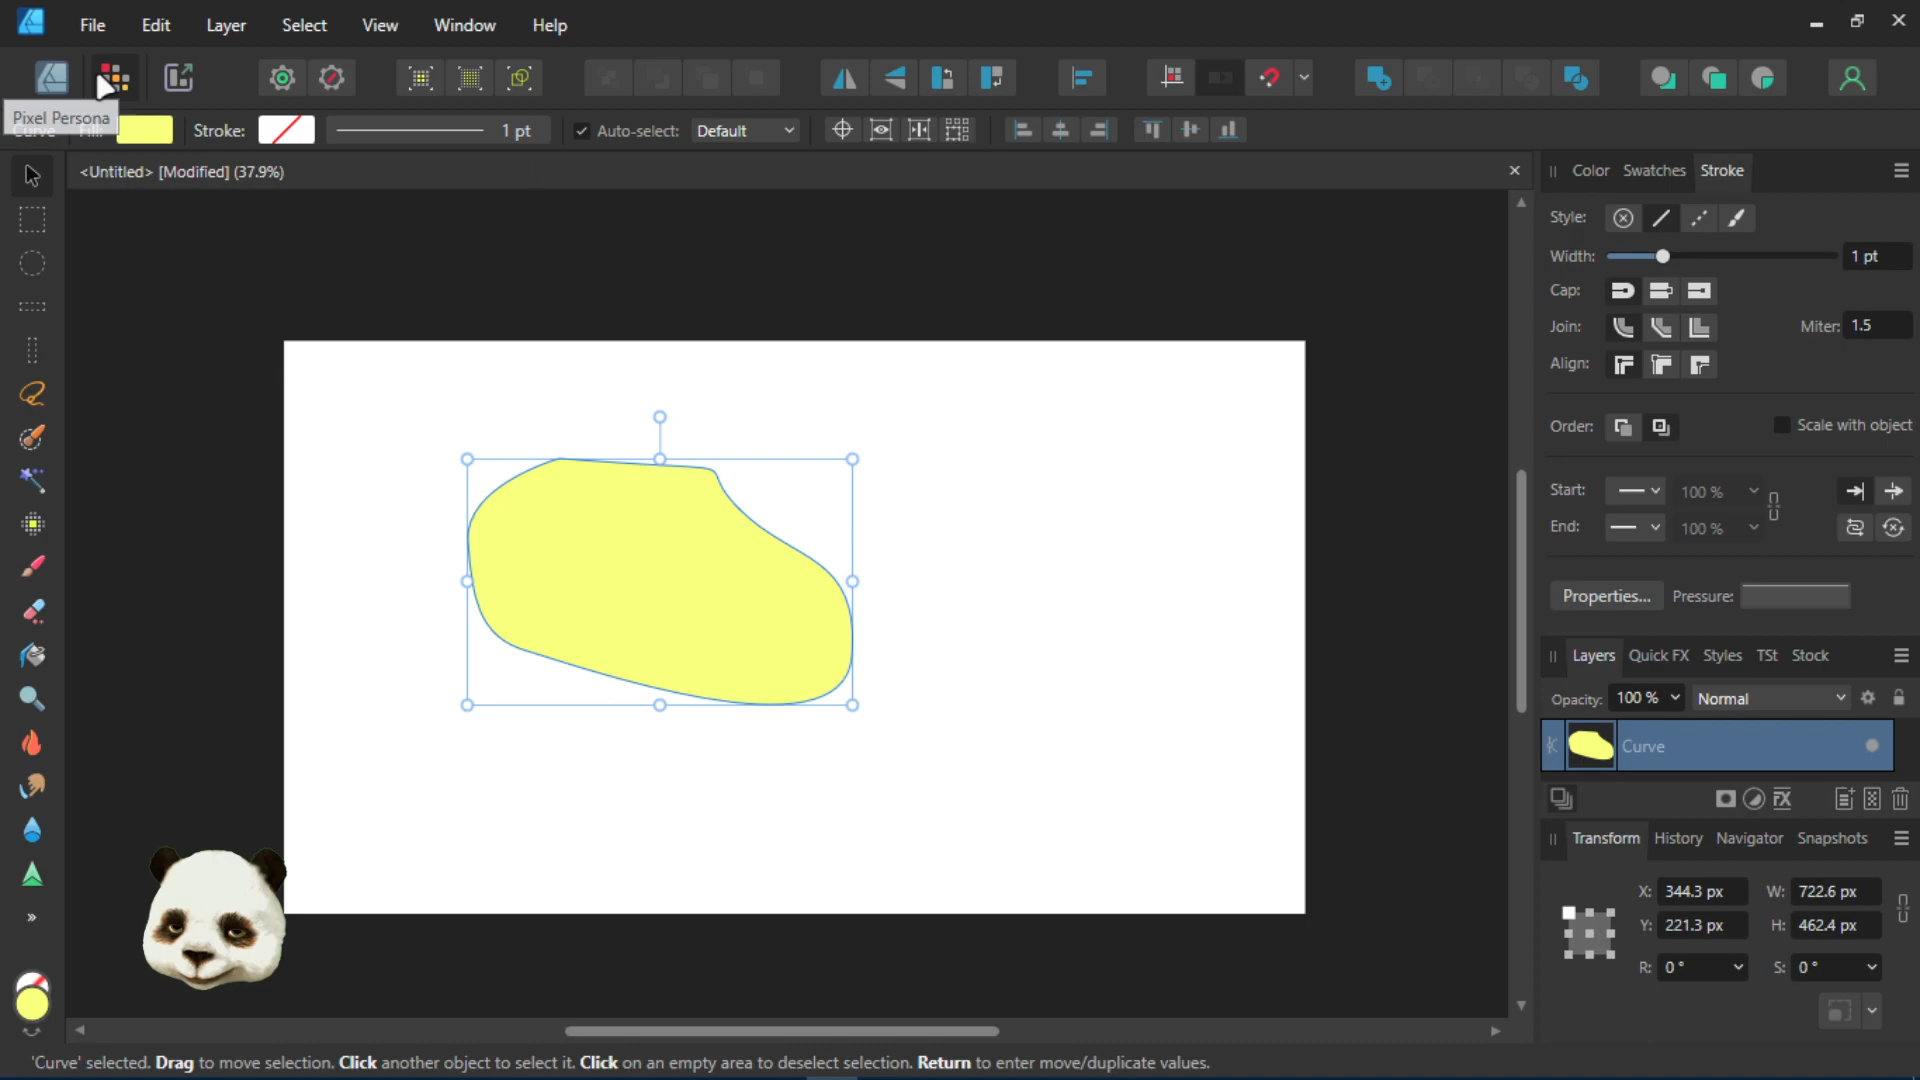 File Edit Layer Select View Window Help
Pixel Persona
Stroke: 1 pt Auto-select: Default
<Untitled> [Modified] (37.9%)
Color Swatches Stroke
Style:
Width: 1 pt
Cap:
Join: Miter: 1.5
Align:
Order: Scale with object
Start: 100 %
End: 100 %
Properties... Pressure:
Layers Quick FX Styles TSt Stock
Opacity: 100 % Normal
Curve
Transform History Navigator Snapshots
X: 344.3 px W: 722.6 px
Y: 221.3 px H: 462.4 px
R: 0 ° S: 0 °
'Curve' selected. Drag to move selection. Click another object to select it. Click on an empty area to deselect selection. Return to enter move/duplicate values.